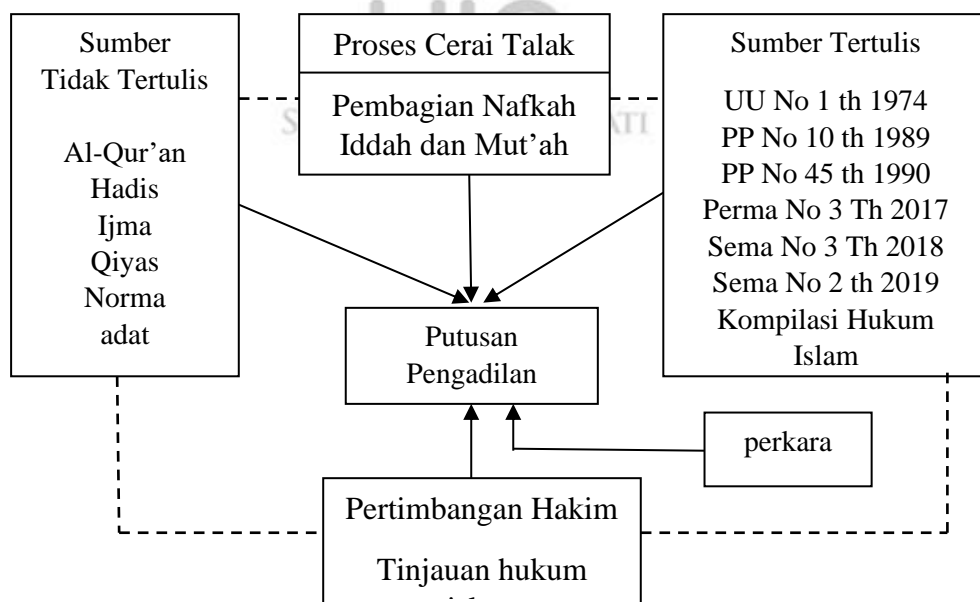 Sumber
Tidak Tertulis
Al-Qur'an
Hadis
Ijma
Qiyas
Norma
adat
Proses Cerai Talak
Pembagian Nafkah
Iddah dan Mut'ah
Sumber Tertulis
UU No 1 th 1974
PP No 10 th 1989
PP No 45 th 1990
Perma No 3 Th 2017
Sema No 3 Th 2018
Sema No 2 th 2019
Kompilasi Hukum
Islam
Putusan
Pengadilan
perkara
Pertimbangan Hakim
Tinjauan hukum